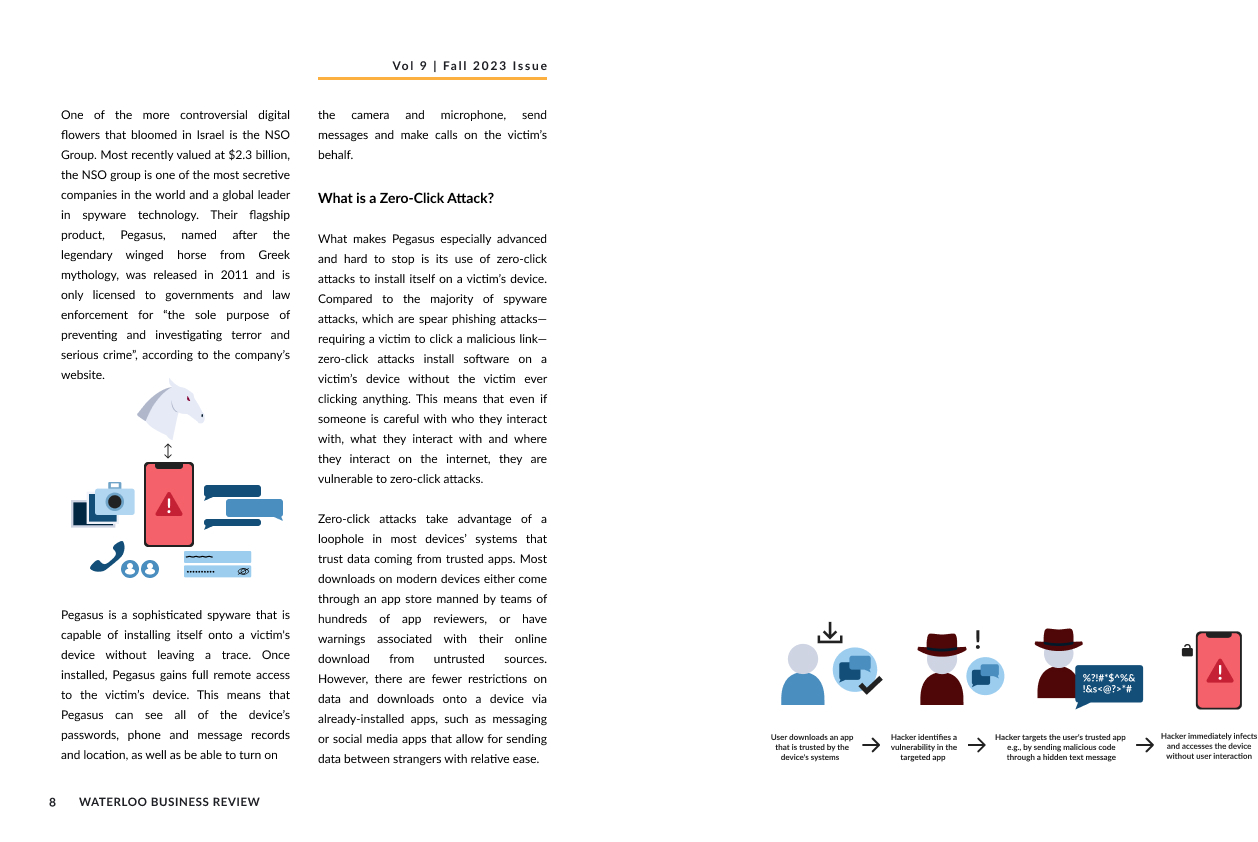 Vol 9 | Fall 2023 Issue
One of the more controversial digital
flowers that bloomed in Israel is the NSO
Group. Most recently valued at $2.3 billion,
the NSO group is one of the most secretive
companies in the world and a global leader
in spyware technology. Their flagship
product, Pegasus, named after the
legendary winged horse from Greek
mythology, was released in 2011 and is
only licensed to governments and law
enforcement for “the sole purpose of
preventing and investigating terror and
serious crime”, according to the company’s
website.
Pegasus is a sophisticated spyware that is
capable of installing itself onto a victim’s
device without leaving a trace. Once
installed, Pegasus gains full remote access
to the victim’s device. This means that
Pegasus can see all of the device’s
passwords, phone and message records
and location, as well as be able to turn on
the camera and microphone, send
messages and make calls on the victim’s
behalf.
What is a Zero-Click Attack?
What makes Pegasus especially advanced
and hard to stop is its use of zero-click
attacks to install itself on a victim’s device.
Compared to the majority of spyware
attacks, which are spear phishing attacks—
requiring a victim to click a malicious link—
zero-click attacks install software on a
victim’s device without the victim ever
clicking anything. This means that even if
someone is careful with who they interact
with, what they interact with and where
they interact on the internet, they are
vulnerable to zero-click attacks.
Zero-click attacks take advantage of a
loophole in most devices’ systems that
trust data coming from trusted apps. Most
downloads on modern devices either come
through an app store manned by teams of
hundreds of app reviewers, or have
warnings associated with their online
download from untrusted sources.
However, there are fewer restrictions on
data and downloads onto a device via
already-installed apps, such as messaging
or social media apps that allow for sending
data between strangers with relative ease.
%?!#*$^%&
!&s<@?>"#
User downloads an app
that is trusted by the
device's systems
Hacker identifies a
vulnerability in the
targeted app
Hacker targets the user's trusted app
e.g., by sending malicious code
through a hidden text message
Hacker immediately infects
and accesses the device
without user interaction
8 WATERLOO BUSINESS REVIEW